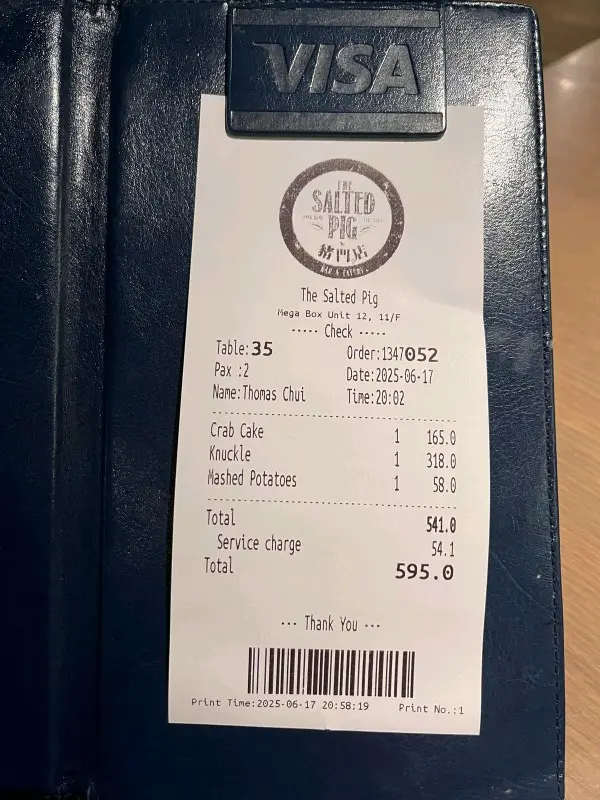 VISA
THE
SALTED
PIG
BAR & EATERY
The Salted Pig
Mega Box Unit 12, 11/F
----- Check -----
Table:35 Order:1347052
Pax :2 Date:2025-06-17
Name:Thomas Chui Time:20:02
Crab Cake 1 165.0
Knuckle 1 318.0
Mashed Potatoes 1 58.0
Total 541.0
Service charge 54.1
Total 595.0
--- Thank You ---
Print Time:2025-06-17 20:58:19 Print No.:1